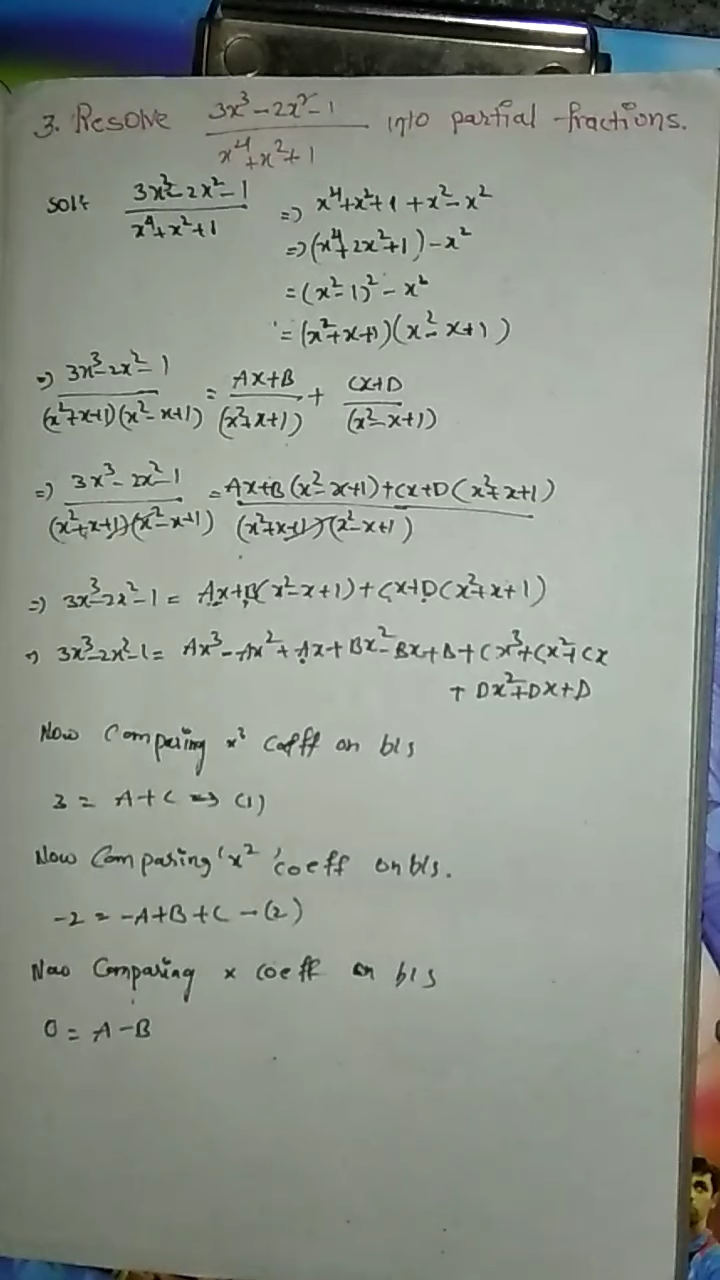 3. Resolve (3x³-2x²-1)/(x⁴+x²+1) into partial fractions.
Sol: (3x²-2x²-1)/(x⁴+x²+1) => x⁴+x²+1+x²-x²
=> (x⁴+2x²+1)-x²
= (x²-1)²-x²
= (x²+x+1)(x²-x+1)
=> (3x³-2x²-1)/((x²+x+1)(x²-x+1)) = (Ax+B)/(x²+x+1) + (Cx+D)/(x²-x+1)
=> (3x³-2x²-1)/((x²+x+1)(x²-x+1)) = (Ax+B(x²-x+1)+Cx+D(x²+x+1))/((x²+x+1)(x²-x+1))
=> 3x³-2x²-1 = Ax+B(x²-x+1)+Cx+D(x²+x+1)
=> 3x³-2x²-1 = Ax³-Ax²+Ax+Bx²-Bx+B+Cx³+Cx²+Cx
+ Dx²+Dx+D
Now Comparing x³ coeff on b/s
3 = A+C => (1)
Now Comparing 'x²' coeff on b/s.
-2 = -A+B+C -(2)
Now Comparing x coeff on b/s
0 = A-B